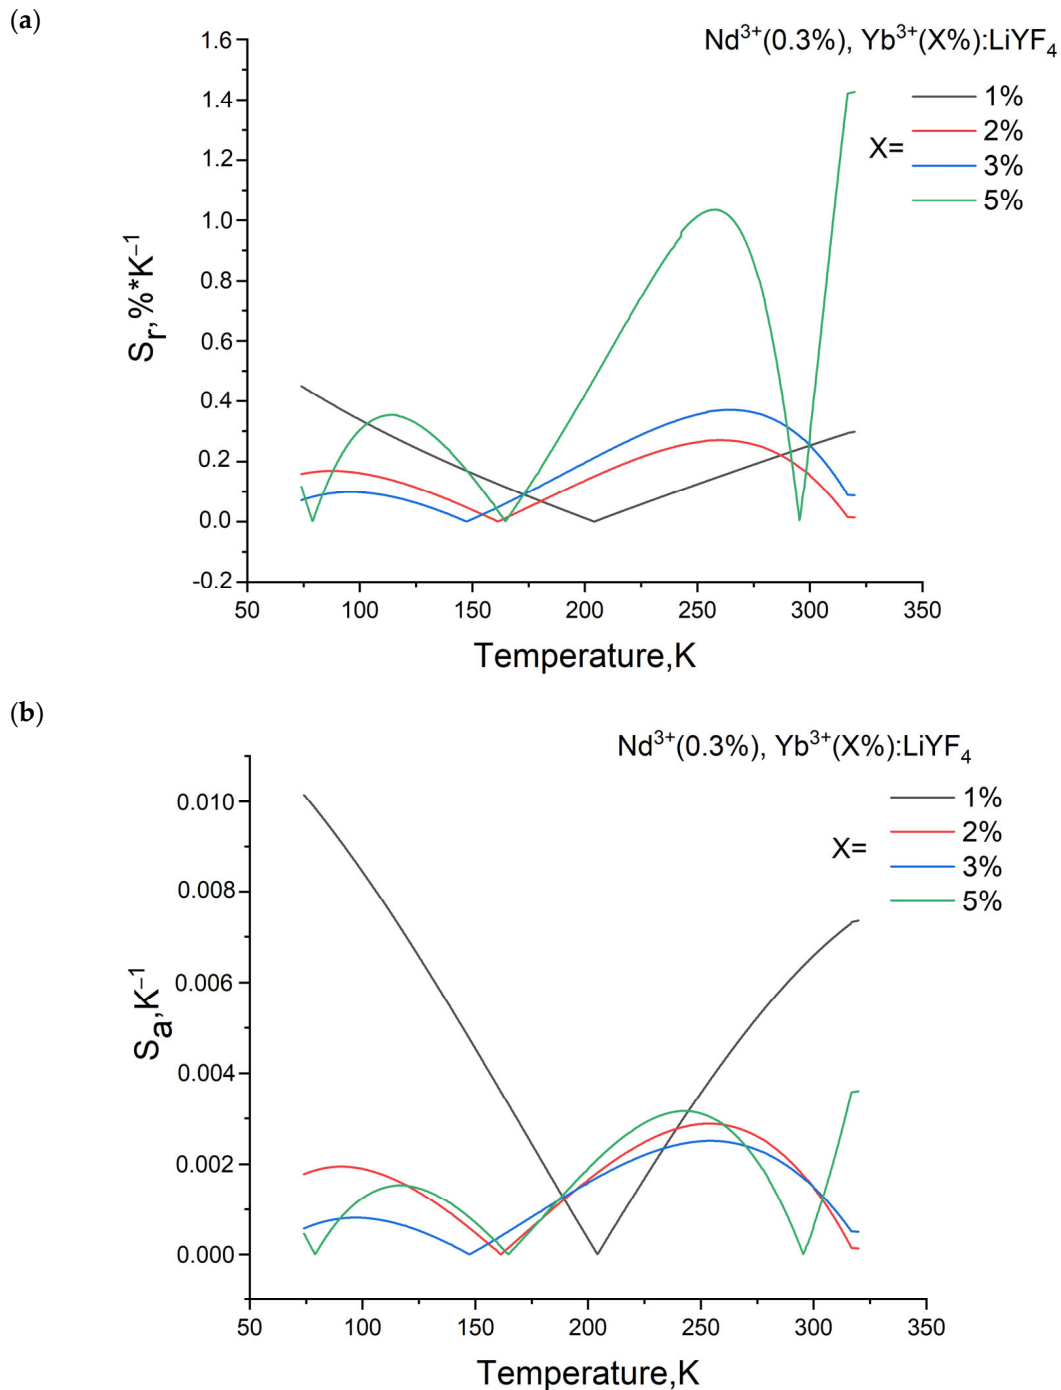 (a)
Nd³⁺(0.3%), Yb³⁺(X%):LiYF₄
X=
1%
2%
3%
5%
Sᵣ,%*K⁻¹
1.6
1.4
1.2
1.0
0.8
0.6
0.4
0.2
0.0
-0.2
50 100 150 200 250 300 350
Temperature,K
(b)
Nd³⁺(0.3%), Yb³⁺(X%):LiYF₄
X=
1%
2%
3%
5%
Sₐ,K⁻¹
0.010
0.008
0.006
0.004
0.002
0.000
50 100 150 200 250 300 350
Temperature,K